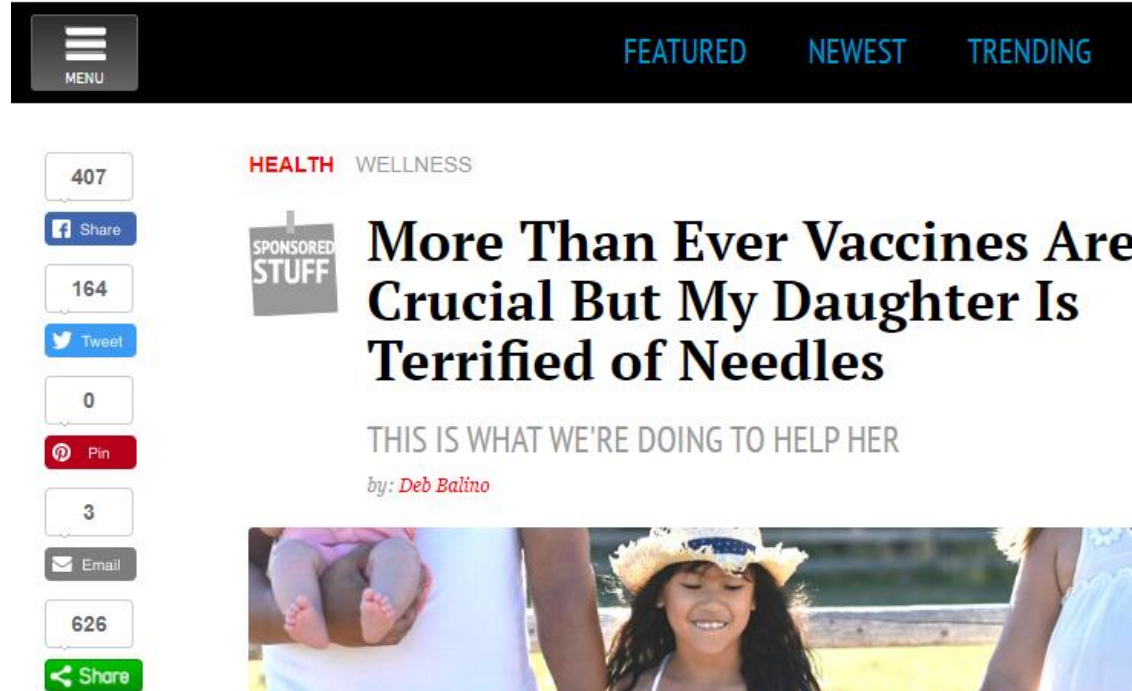 MENU
FEATURED NEWEST TRENDING
407
Share
164
Tweet
0
Pin
3
Email
626
Share
HEALTH WELLNESS
SPONSORED
STUFF
More Than Ever Vaccines Are
Crucial But My Daughter Is
Terrified of Needles
THIS IS WHAT WE'RE DOING TO HELP HER
by: Deb Balino